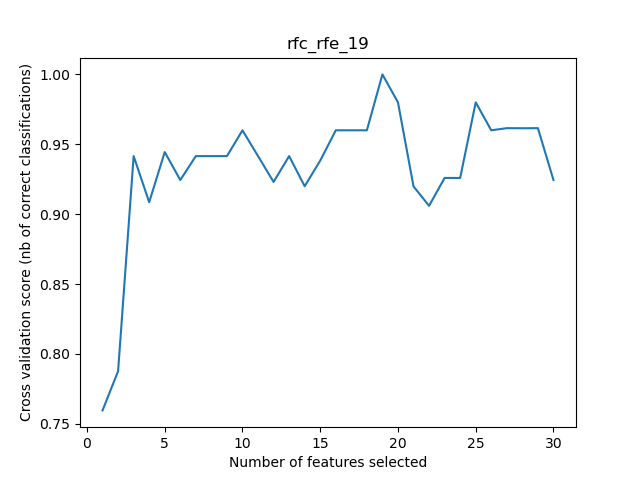 rfc_rfe_19
Cross validation score (nb of correct classifications)
1.00
0.95
0.90
0.85
0.80
0.75
0 5 10 15 20 25 30
Number of features selected